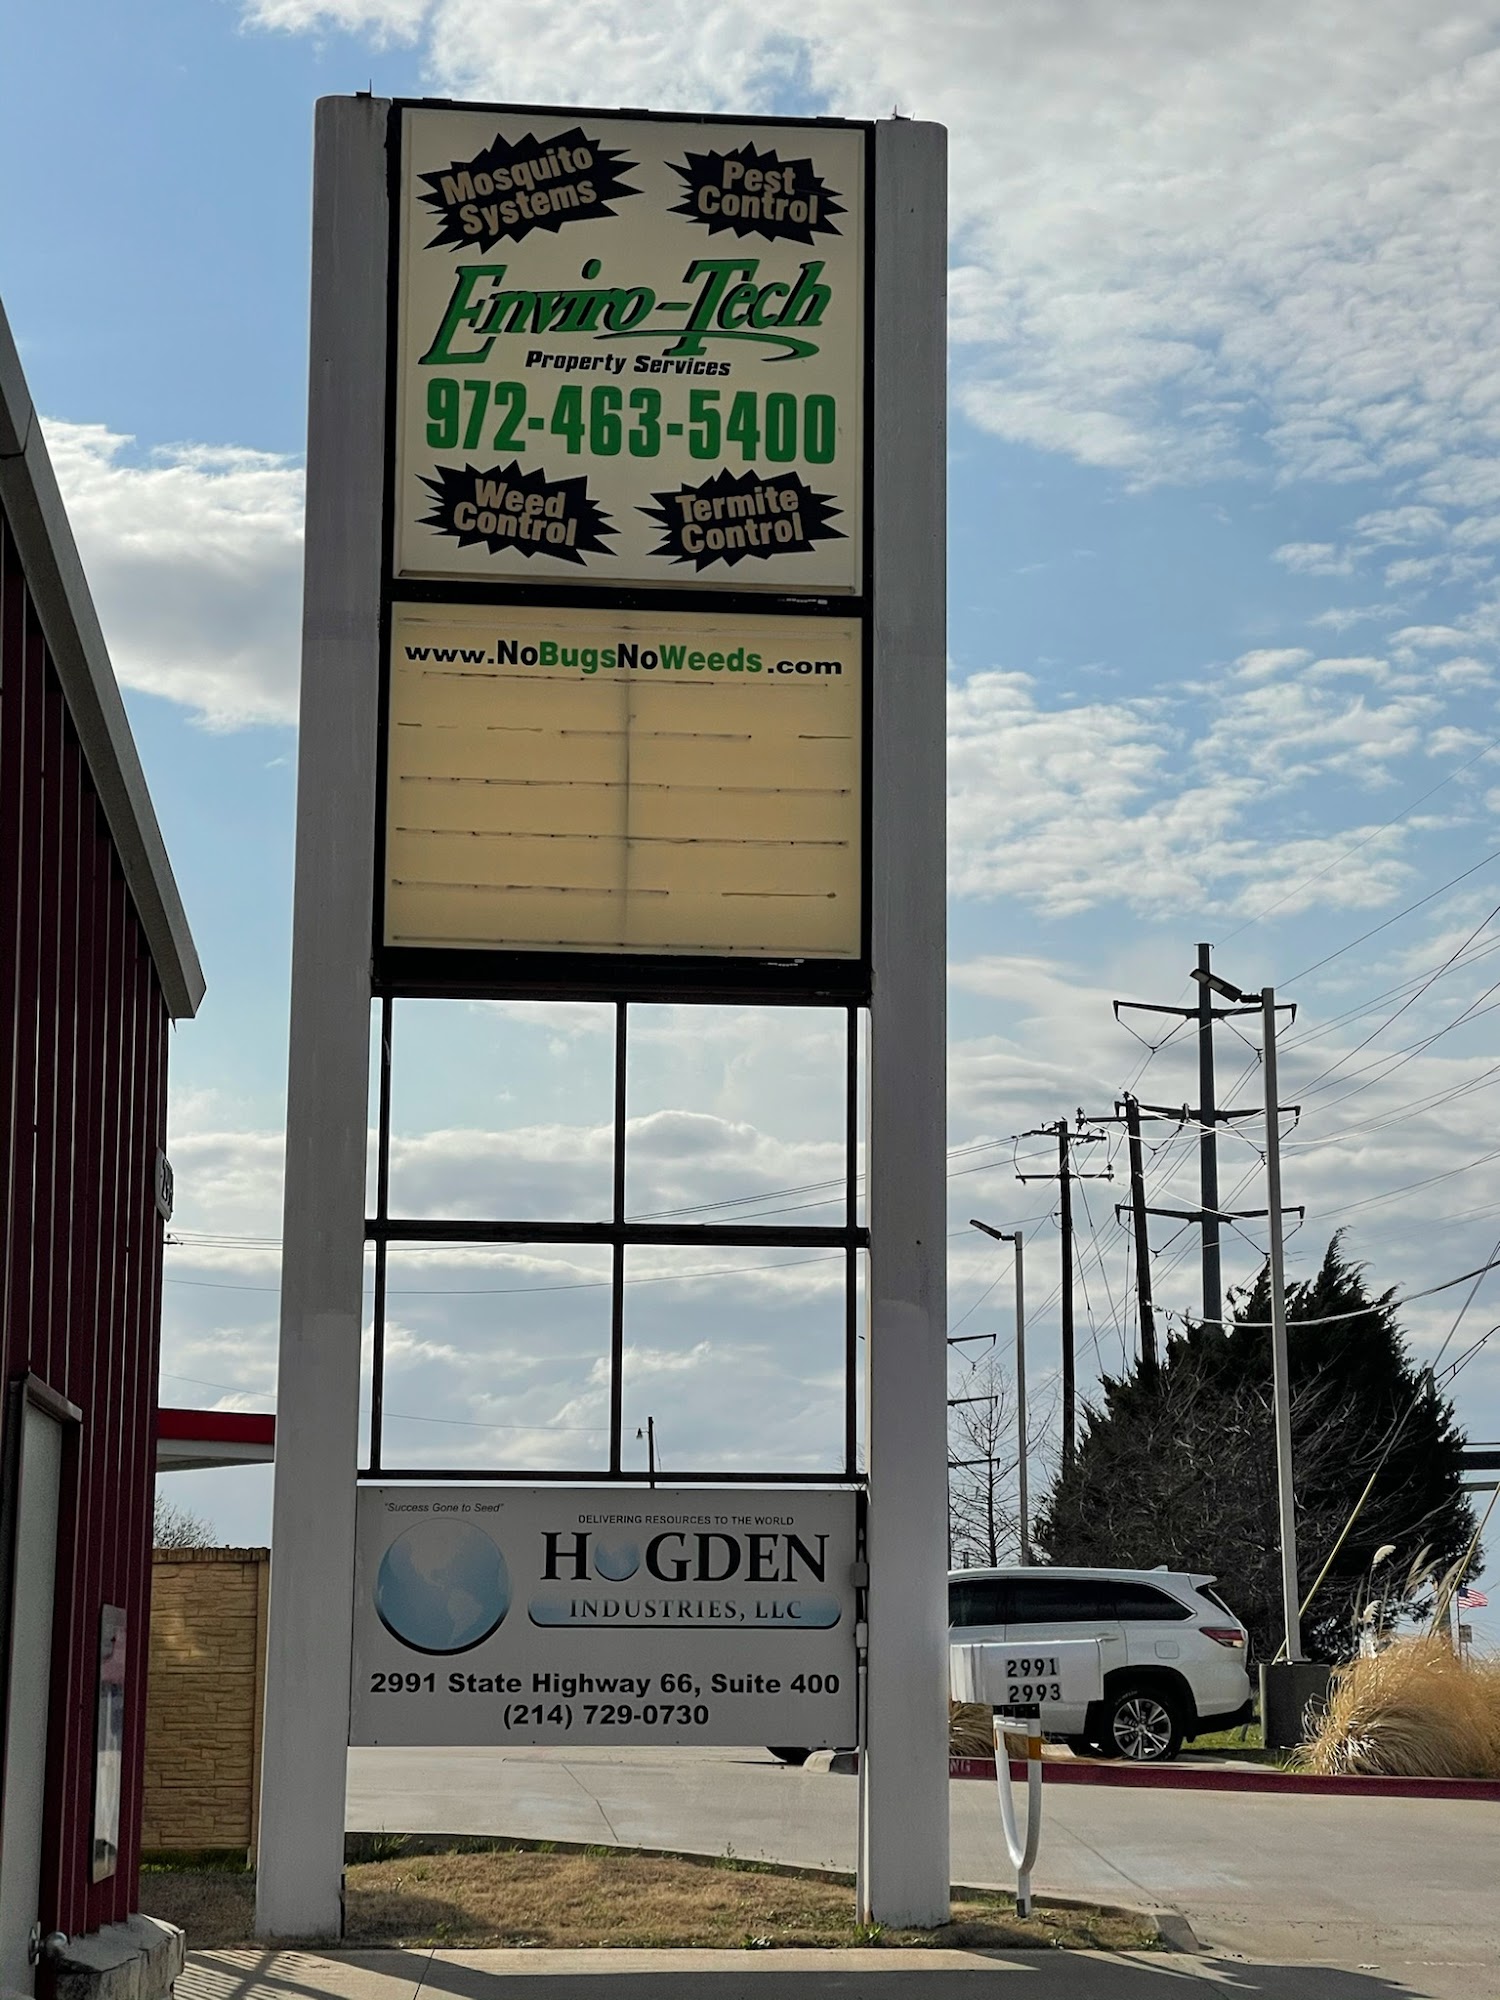 Mosquito
Systems
Pest
Control
Enviro-Tech
Property Services
972-463-5400
Weed
Control
Termite
Control
www.NoBugsNoWeeds.com
"Success Gone to Seed"
DELIVERING RESOURCES TO THE WORLD
HOGDEN
INDUSTRIES, LLC
2991 State Highway 66, Suite 400
(214) 729-0730
2991
2993